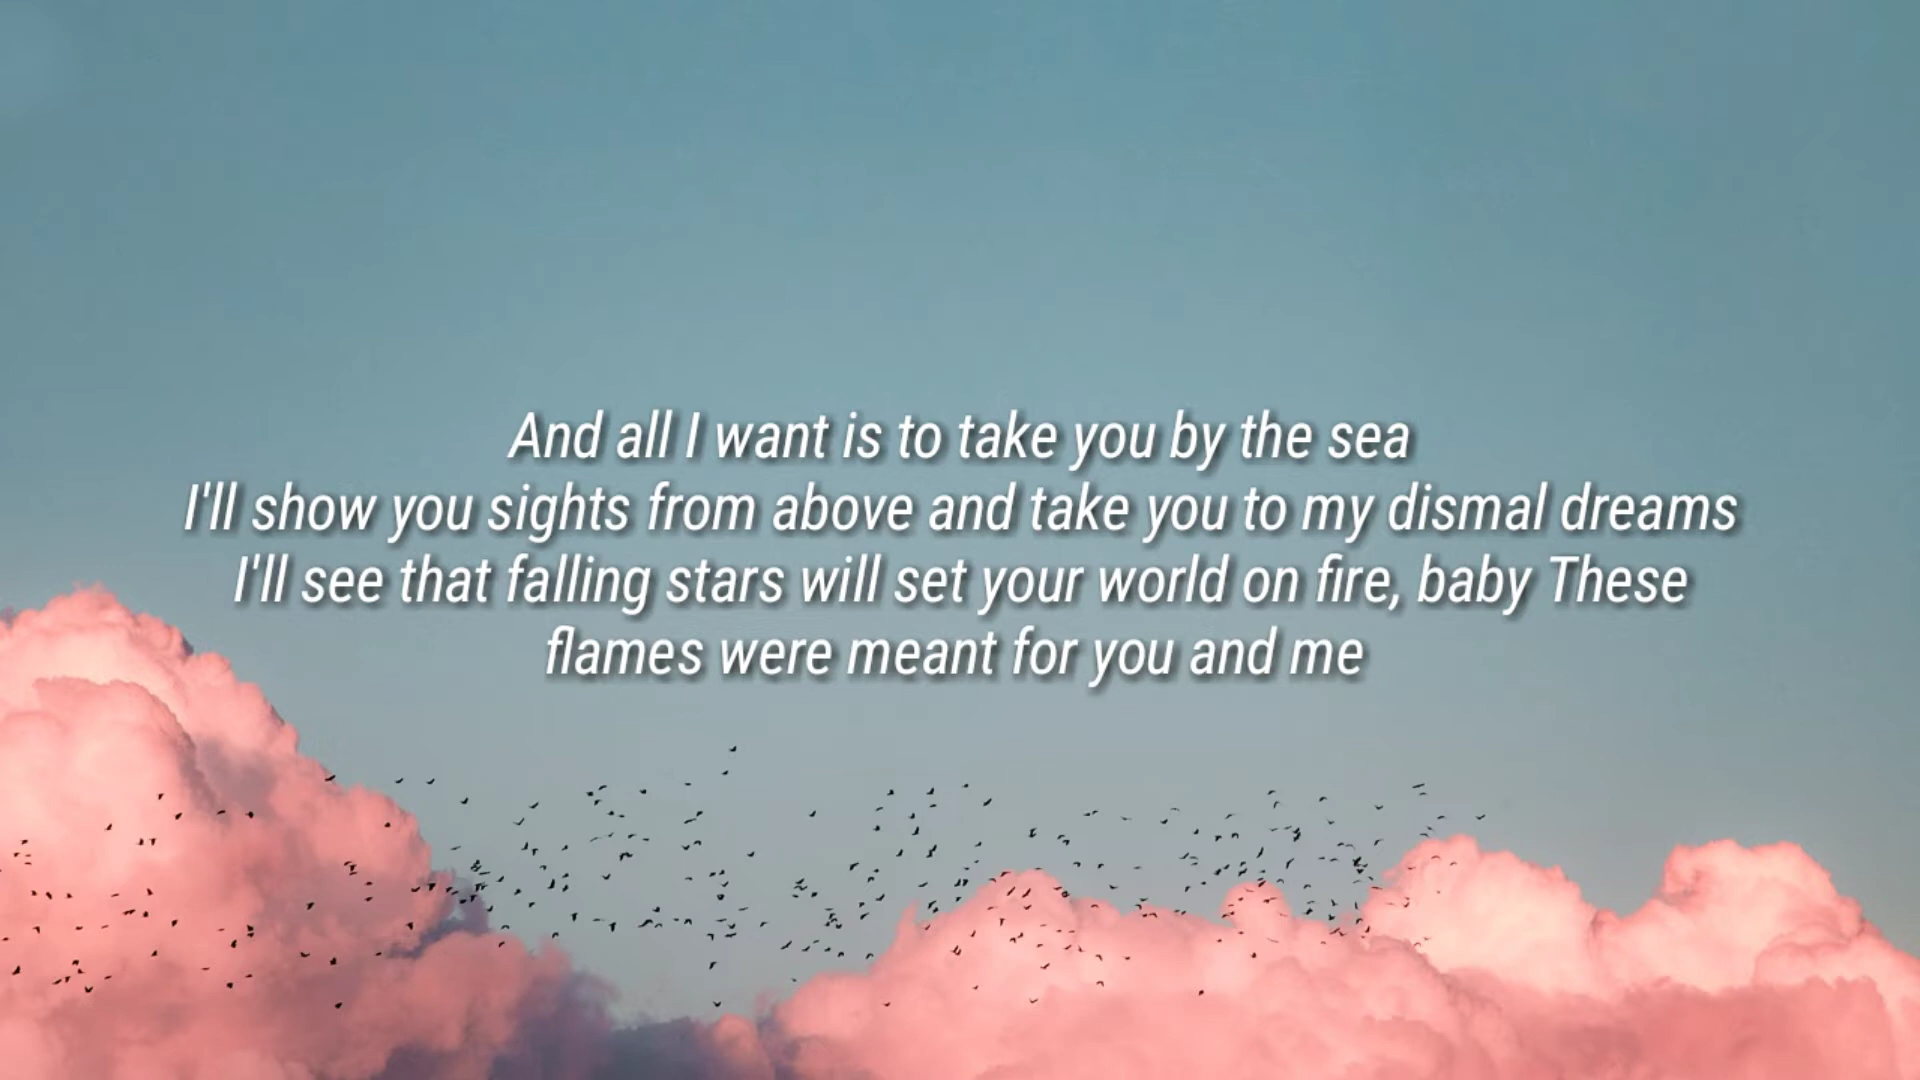 And all I want is to take you by the sea
I'll show you sights from above and take you to my dismal dreams
I'll see that falling stars will set your world on fire, baby These
flames were meant for you and me